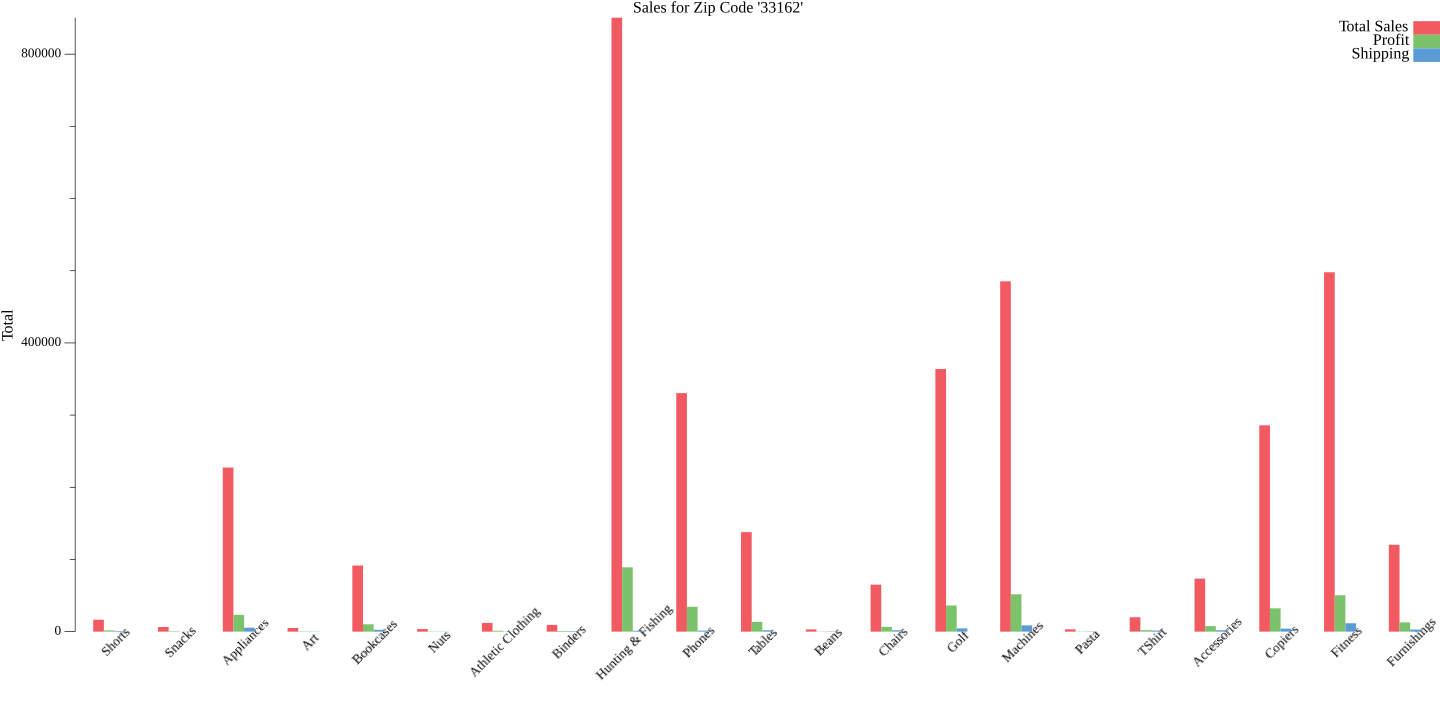 Sales for Zip Code '33162'
Total Sales
Profit
Shipping
800000
400000
0
Total
Shorts
Snacks
Appliances
Art
Bookcases
Nuts
Athletic Clothing
Binders
Hunting & Fishing
Phones
Tables
Beans
Chairs
Golf
Machines
Pasta
TShirt
Accessories
Copiers
Fitness
Furnishings